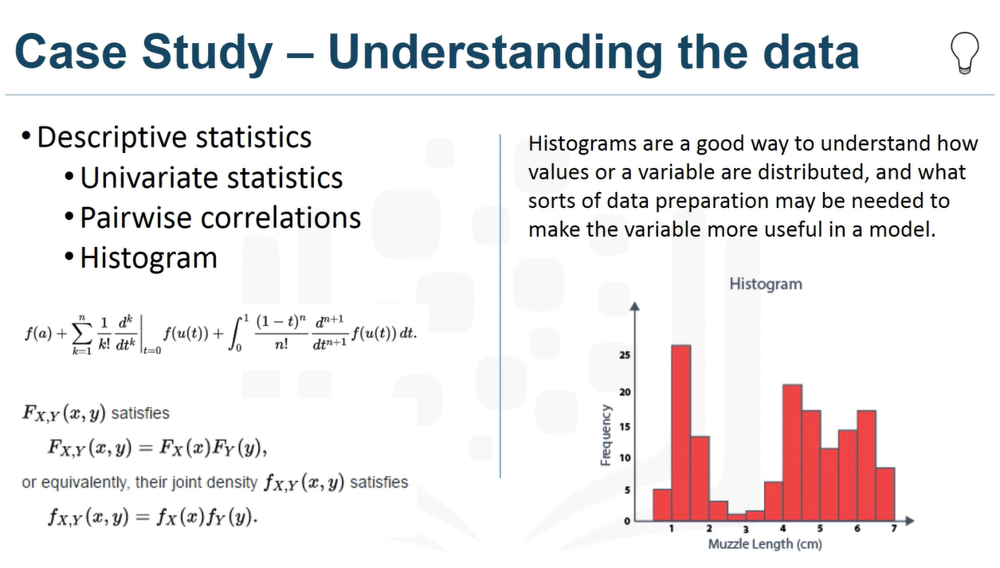 Case Study – Understanding the data
• Descriptive statistics
• Univariate statistics
• Pairwise correlations
• Histogram
f(a) + \sum_{k=1}^{n} \frac{1}{k!} \frac{d^k}{dt^k} |_{t=0} f(u(t)) + \int_0^1 \frac{(1-t)^n}{n!} \frac{d^{n+1}}{dt^{n+1}} f(u(t)) dt.
F_{X,Y}(x, y) satisfies
F_{X,Y}(x, y) = F_X(x)F_Y(y),
or equivalently, their joint density f_{X,Y}(x, y) satisfies
f_{X,Y}(x, y) = f_X(x)f_Y(y).
Histograms are a good way to understand how
values or a variable are distributed, and what
sorts of data preparation may be needed to
make the variable more useful in a model.
Histogram
Frequency
25
20
15
10
5
0
1 2 3 4 5 6 7
Muzzle Length (cm)